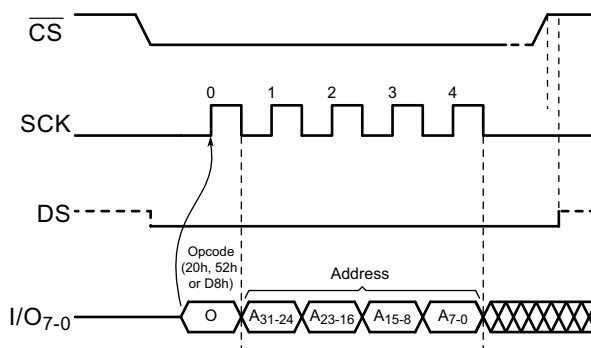 CS
0 1 2 3 4
SCK
DS
Opcode
(20h, 52h
or D8h)
Address
I/O7-0 O A31-24 A23-16 A15-8 A7-0